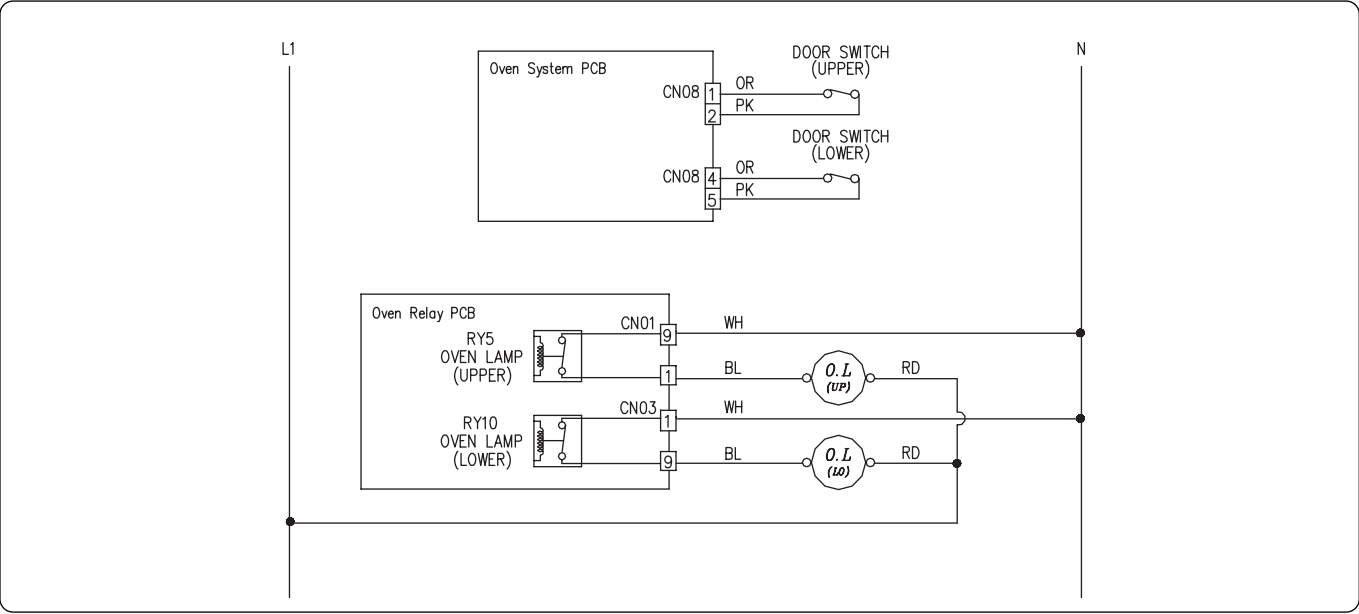 L1
N
Oven System PCB
DOOR SWITCH
(UPPER)
CN08
1
OR
2
PK
DOOR SWITCH
(LOWER)
CN08
4
OR
5
PK
Oven Relay PCB
RY5
OVEN LAMP
(UPPER)
CN01
9
WH
1
BL
O.L
(UP)
RD
RY10
OVEN LAMP
(LOWER)
CN03
1
WH
9
BL
O.L
(LO)
RD